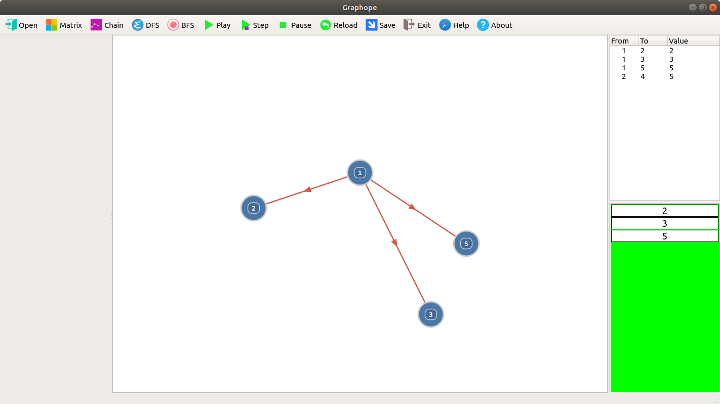 Graphope
Open Matrix Chain DFS BFS Play Step Pause Reload Save Exit Help About
From To Value
1 2 2
1 3 3
1 5 5
2 4 5
1
2
5
3
2
3
5